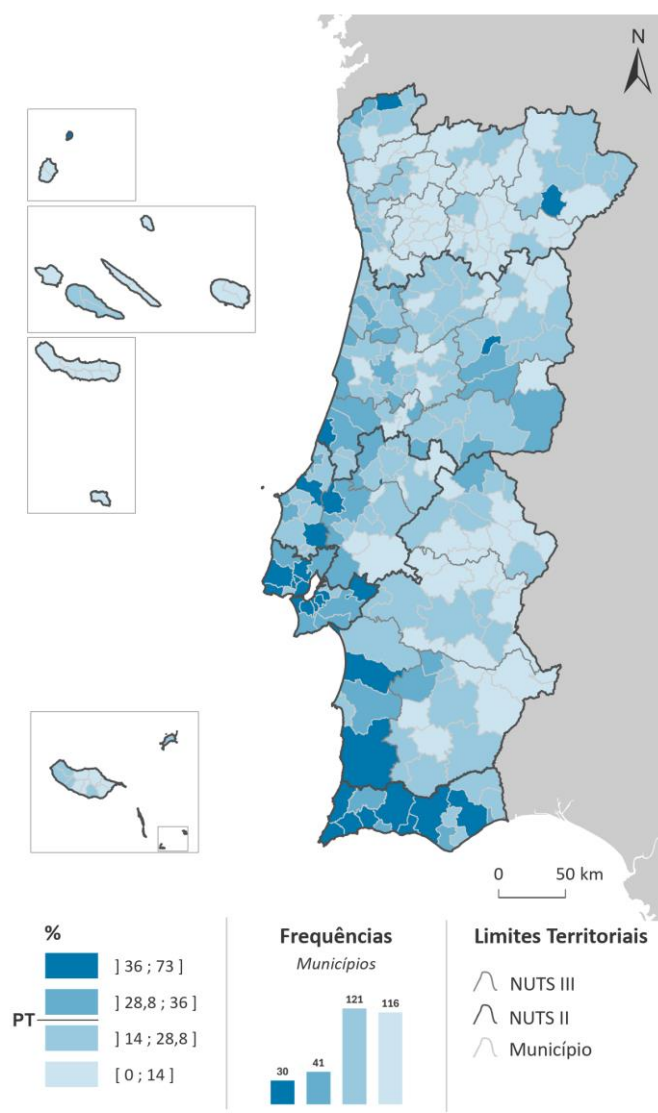 N
0 50 km
%
] 36 ; 73 ]
] 28,8 ; 36 ]
PT
] 14 ; 28,8 ]
[ 0 ; 14 ]
Frequências
Municípios
30
41
121
116
Limites Territoriais
NUTS III
NUTS II
Município